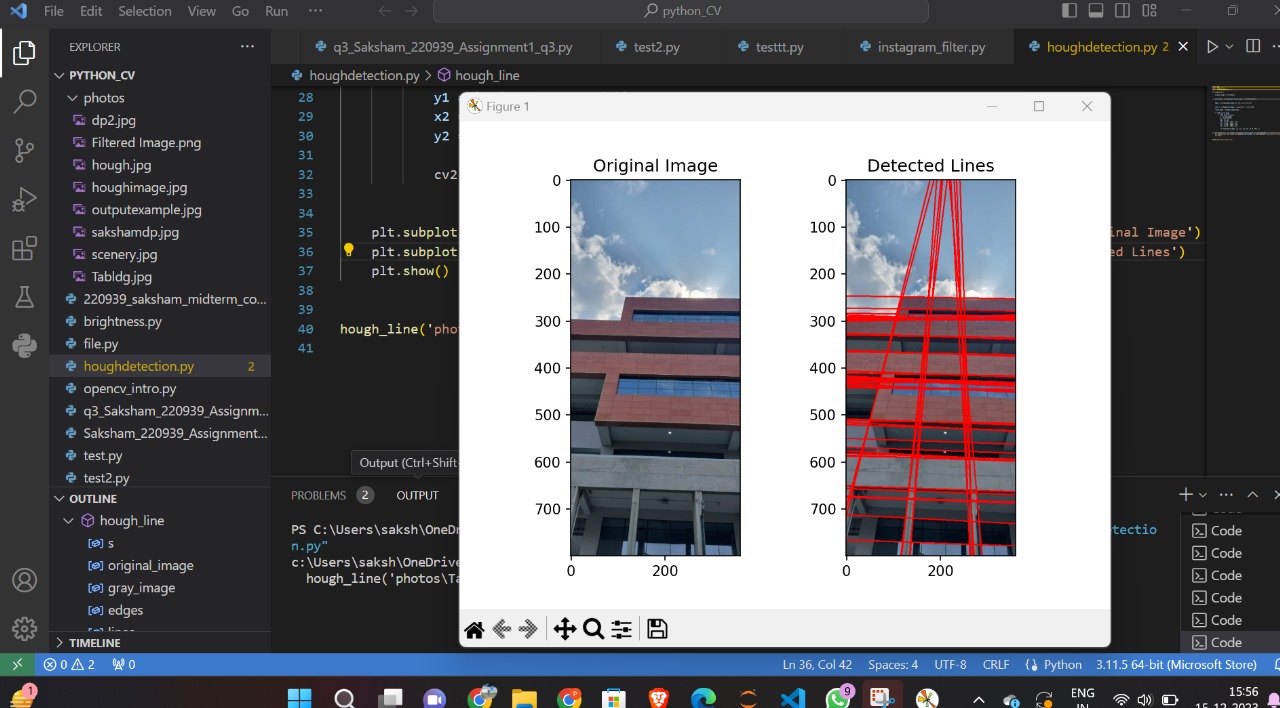 File Edit Selection View Go Run ··· python_CV
EXPLORER ···
PYTHON_CV
photos
dp2.jpg
Filtered Image.png
hough.jpg
houghimage.jpg
outputexample.jpg
sakshamdp.jpg
scenery.jpg
Tabldg.jpg
220939_saksham_midterm_co...
brightness.py
file.py
houghdetection.py 2
opencv_intro.py
q3_Saksham_220939_Assignm...
Saksham_220939_Assignment...
test.py
test2.py
OUTLINE
hough_line
s
original_image
gray_image
edges
TIMELINE
q3_Saksham_220939_Assignment1_q3.py test2.py testtt.py instagram_filter.py houghdetection.py 2
houghdetection.py > hough_line
28 y1
29 x2
30 y2
31
32 cv2
33
34
35 plt.subplot inal Image')
36 plt.subplot ed Lines')
37 plt.show()
38
39
40 hough_line('pho
41
Output (Ctrl+Shift-
PROBLEMS 2 OUTPUT
PS C:\Users\saksh\OneDr tectio
n.py"
c:\Users\saksh\OneDrive
hough_line('photos\Ta
Code
Code
Code
Code
Code
Code
Figure 1
Original Image
0
100
200
300
400
500
600
700
0 200
Detected Lines
0
100
200
300
400
500
600
700
0 200
0 2 0 Ln 36, Col 42 Spaces: 4 UTF-8 CRLF Python 3.11.5 64-bit (Microsoft Store)
1
9
ENG
IN
15:56
15-12-2023